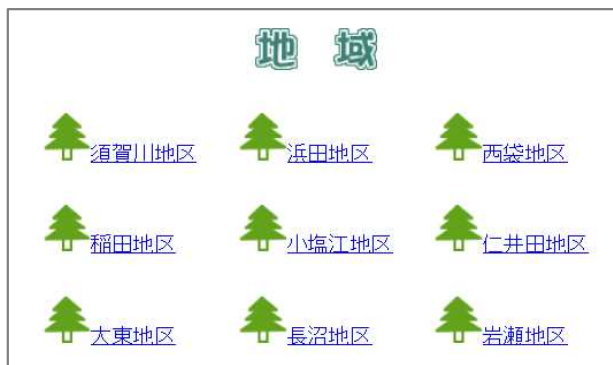 地 域
須賀川地区 浜田地区 西袋地区
稲田地区 小塩江地区 仁井田地区
大東地区 長沼地区 岩瀬地区